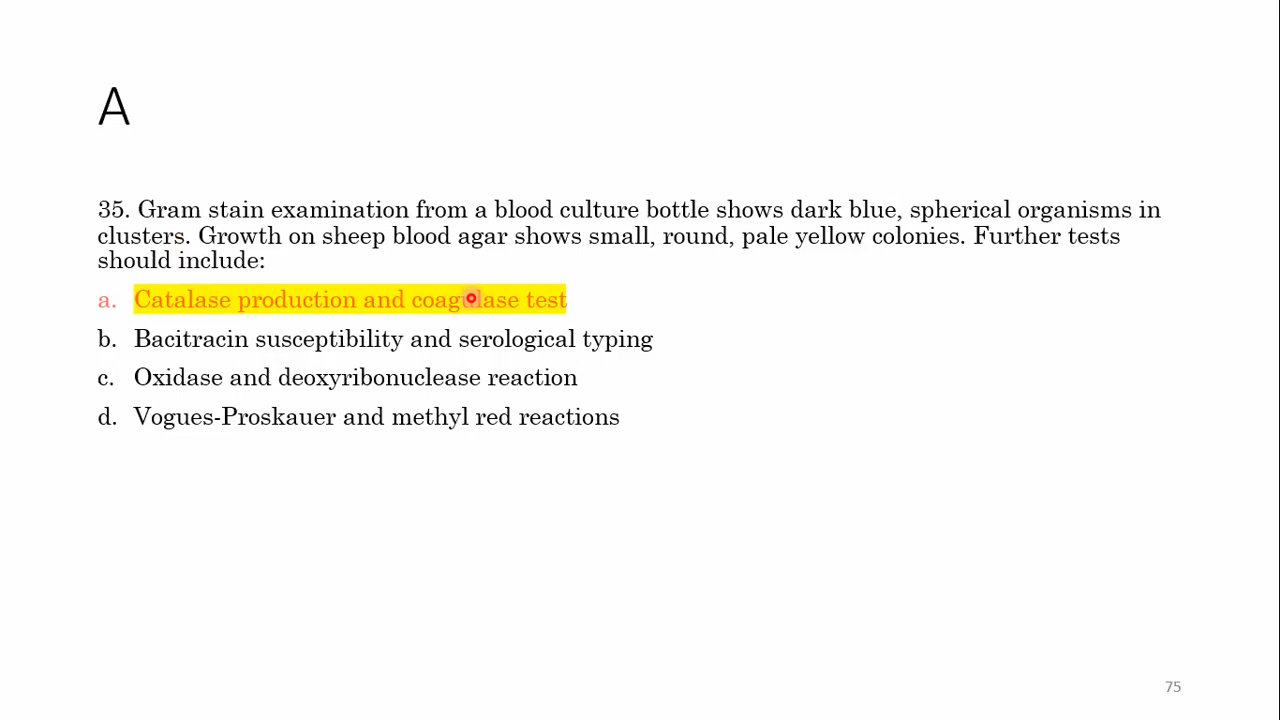 A
35. Gram stain examination from a blood culture bottle shows dark blue, spherical organisms in
clusters. Growth on sheep blood agar shows small, round, pale yellow colonies. Further tests
should include:
a. Catalase production and coagulase test
b. Bacitracin susceptibility and serological typing
c. Oxidase and deoxyribonuclease reaction
d. Vogues-Proskauer and methyl red reactions
75